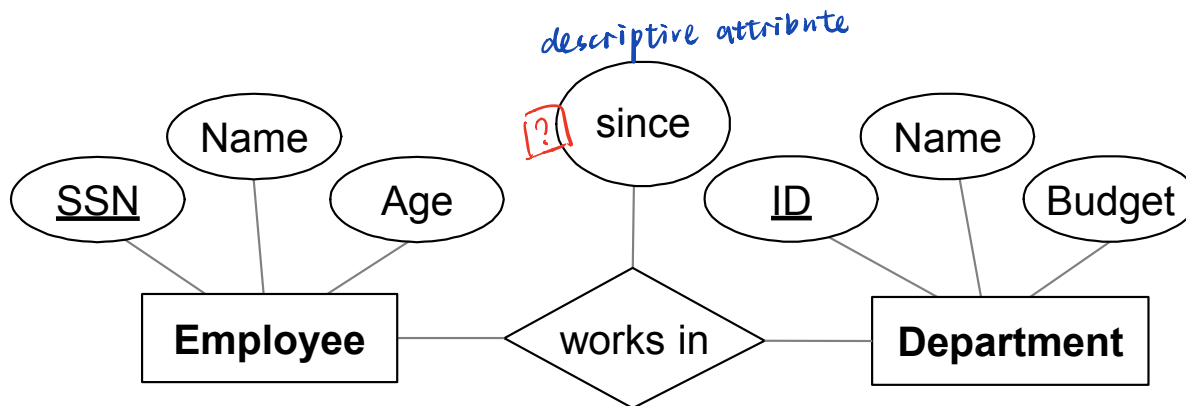 descriptive attribute
?
since
Name
SSN
Age
Name
ID
Budget
Employee
works in
Department